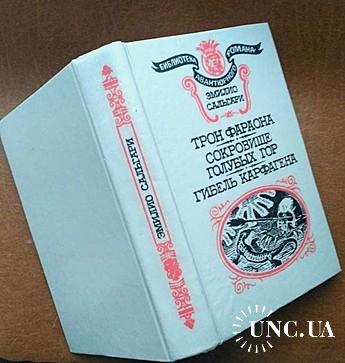 БИБЛИОТЕКА
АВАНТЮРНОГО
РОМАНА
ЭМИЛИО
САЛЬГАРИ
ТРОН ФАРАОНА
СОКРОВИЩЕ
ГОЛУБЫХ ГОР
ГИБЕЛЬ КАРФАГЕНА
ЭМИЛИО САЛЬГАРИ
UNC.UA